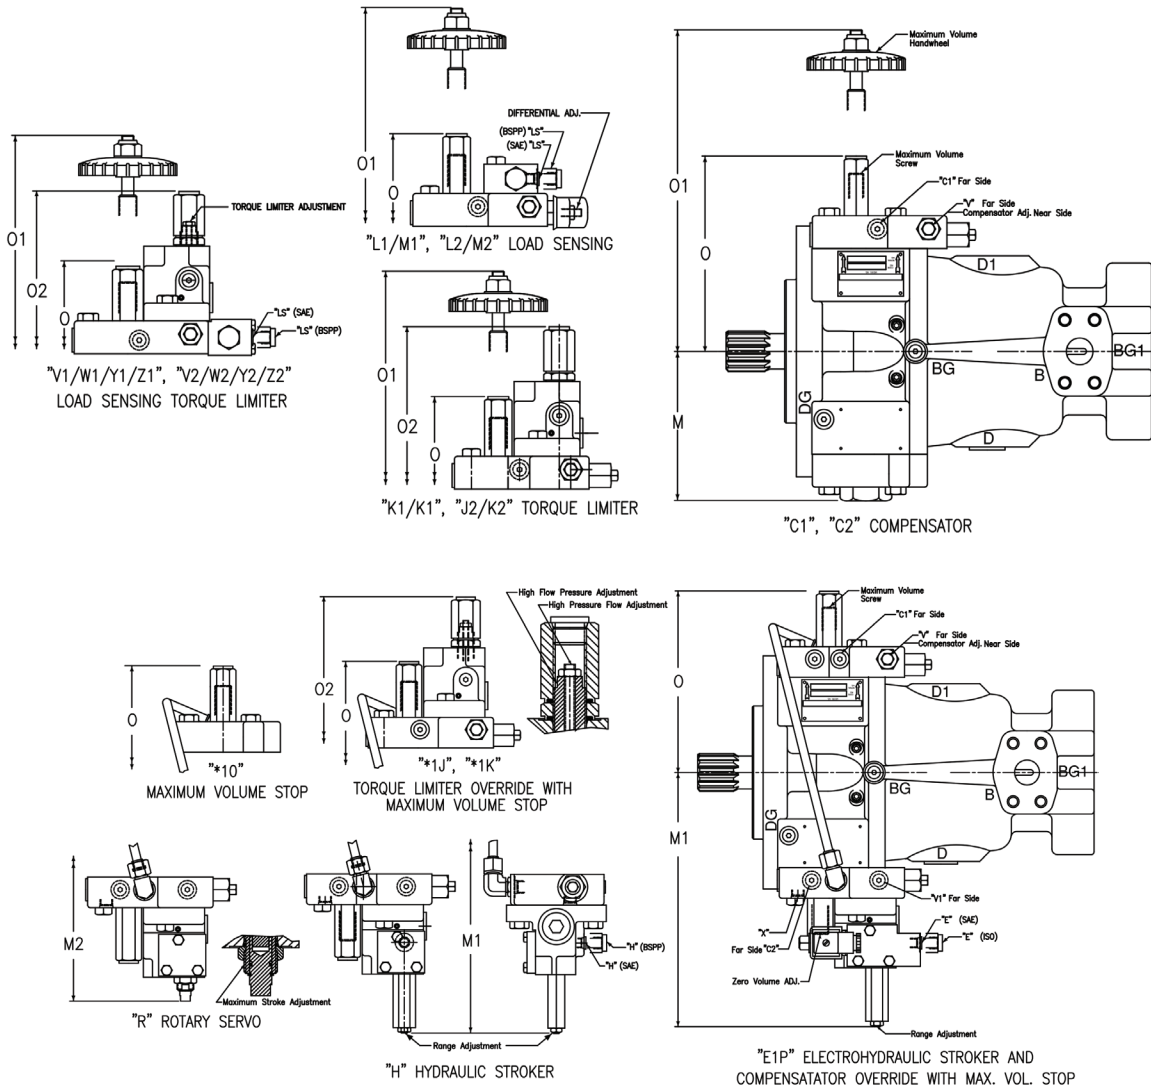 O1
Maximum Volume
Handwheel
DIFFERENTIAL ADJ.
(BSPP) "LS"
(SAE) "LS"
O1
O
"L1/M1", "L2/M2" LOAD SENSING
O1
O2
O
TORQUE LIMITER ADJUSTMENT
"LS" (SAE)
"LS" (BSPP)
"V1/W1/Y1/Z1", "V2/W2/Y2/Z2"
LOAD SENSING TORQUE LIMITER
O1
O2
O
"K1/K1", "J2/K2" TORQUE LIMITER
Maximum Volume
Screw
"C1" Far Side
"V" Far Side
Compensator Adj. Near Side
O
D1
BG
B
BG1
DG
M
D
"C1", "C2" COMPENSATOR
O
"*10"
MAXIMUM VOLUME STOP
High Flow Pressure Adjustment
High Pressure Flow Adjustment
O2
O
"*1J", "*1K"
TORQUE LIMITER OVERRIDE WITH
MAXIMUM VOLUME STOP
M2
Maximum Stroke Adjustment
"R" ROTARY SERVO
M1
"H" (BSPP)
"H" (SAE)
Range Adjustment
"H" HYDRAULIC STROKER
Maximum Volume
Screw
"C1" Far Side
"V" Far Side
Compensator Adj. Near Side
O
D1
BG
B
BG1
DG
M1
D
"V1" Far Side
"X"
Far Side "C2"
"E" (SAE)
"E" (ISO)
Zero Volume ADJ.
Range Adjustment
"E1P" ELECTROHYDRAULIC STROKER AND
COMPENSATATOR OVERRIDE WITH MAX. VOL. STOP